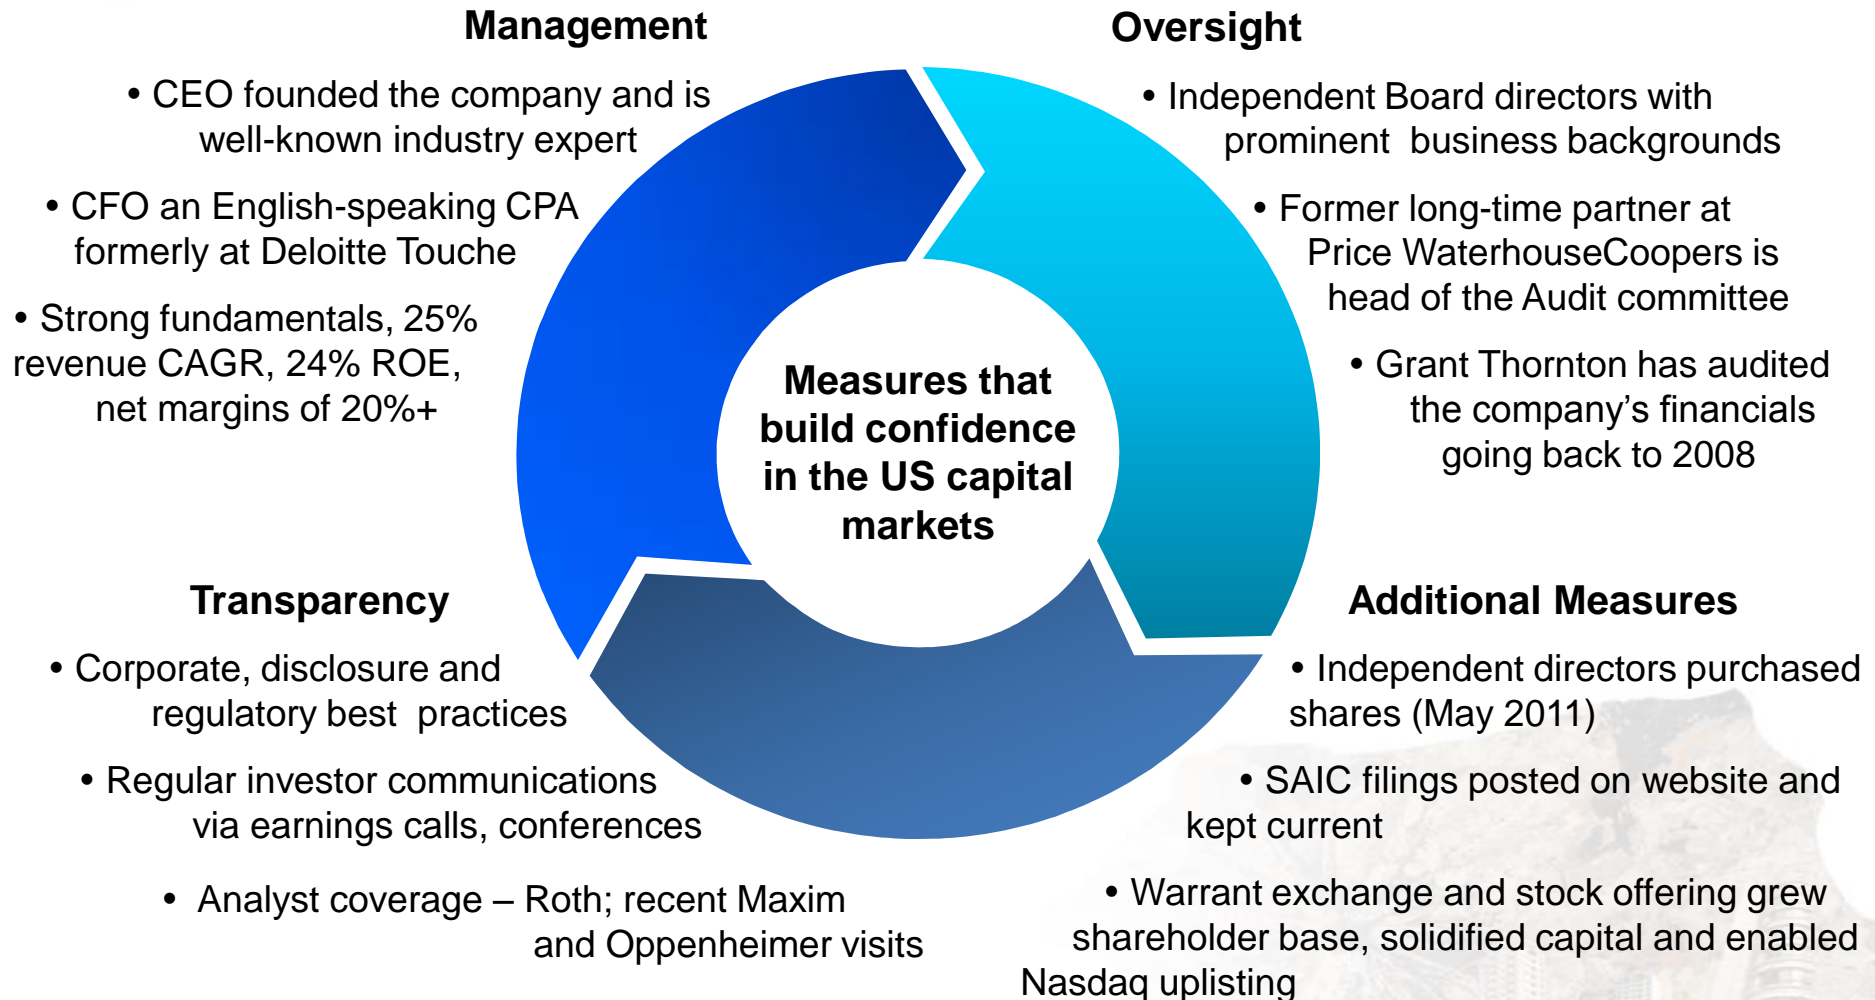 Management
• CEO founded the company and is
well-known industry expert
• CFO an English-speaking CPA
formerly at Deloitte Touche
• Strong fundamentals, 25%
revenue CAGR, 24% ROE,
net margins of 20%+
Oversight
• Independent Board directors with
prominent  business backgrounds
• Former long-time partner at
Price WaterhouseCoopers is
head of the Audit committee
• Grant Thornton has audited
the company’s financials
going back to 2008
Measures that
build confidence
in the US capital
markets
Transparency
• Corporate, disclosure and
regulatory best  practices
• Regular investor communications
via earnings calls, conferences
• Analyst coverage – Roth; recent Maxim
and Oppenheimer visits
Additional Measures
• Independent directors purchased
shares (May 2011)
• SAIC filings posted on website and
kept current
• Warrant exchange and stock offering grew
shareholder base, solidified capital and enabled
Nasdaq uplisting